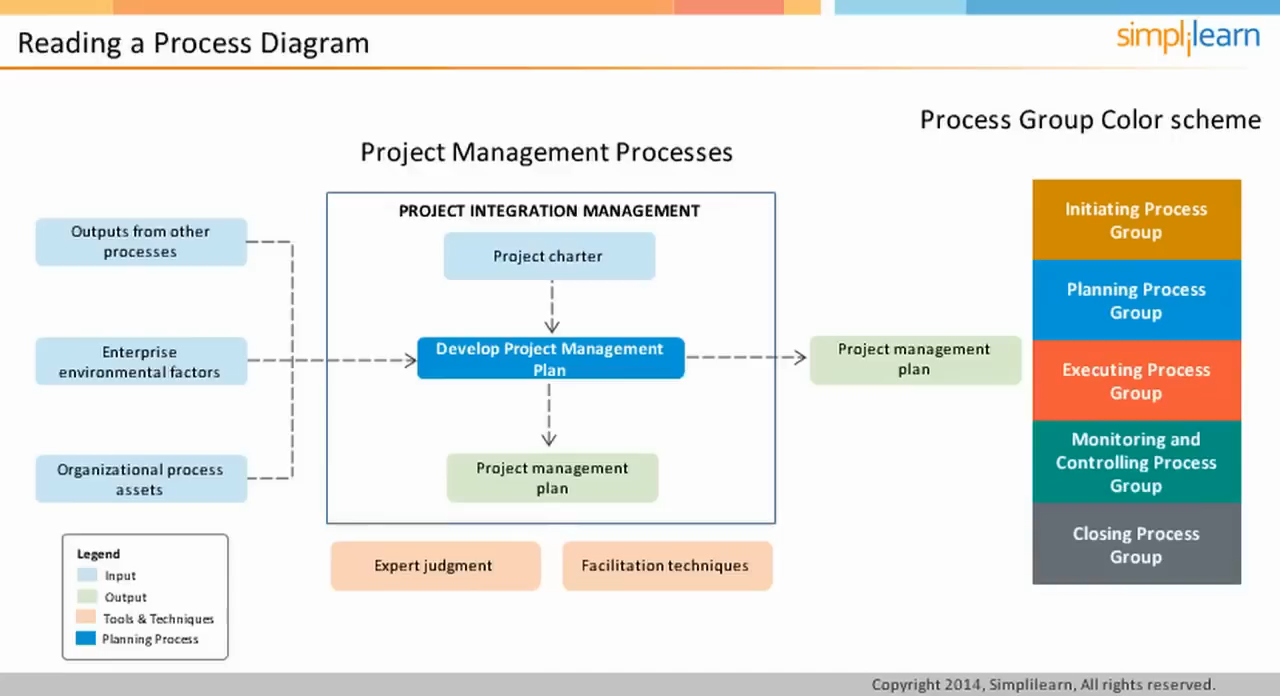 Reading a Process Diagram
simplilearn
Process Group Color scheme
Project Management Processes
PROJECT INTEGRATION MANAGEMENT
Outputs from other
processes
Project charter
Enterprise
environmental factors
Develop Project Management
Plan
Project management
plan
Organizational process
assets
Project management
plan
Expert judgment
Facilitation techniques
Initiating Process
Group
Planning Process
Group
Executing Process
Group
Monitoring and
Controlling Process
Group
Closing Process
Group
Legend
Input
Output
Tools & Techniques
Planning Process
Copyright 2014, Simplilearn, All rights reserved.